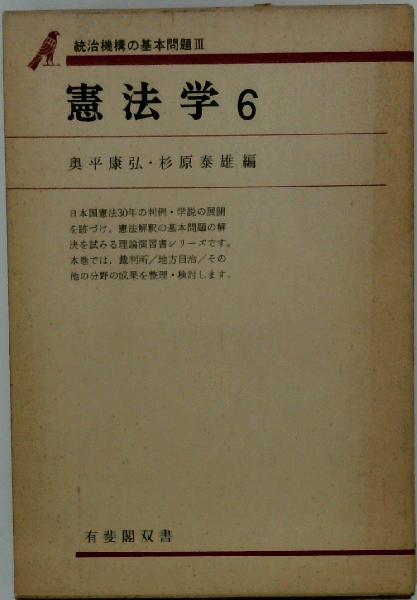 統治機構の基本問題Ⅲ
憲法学 6
奥平康弘・杉原泰雄編
日本国憲法30年の判例・学説の展開
を跡づけ，憲法解釈の基本問題の解
決を試みる理論演習書シリーズです。
本巻では，裁判所／地方自治／その
他の分野の成果を整理・検討します。
有斐閣双書